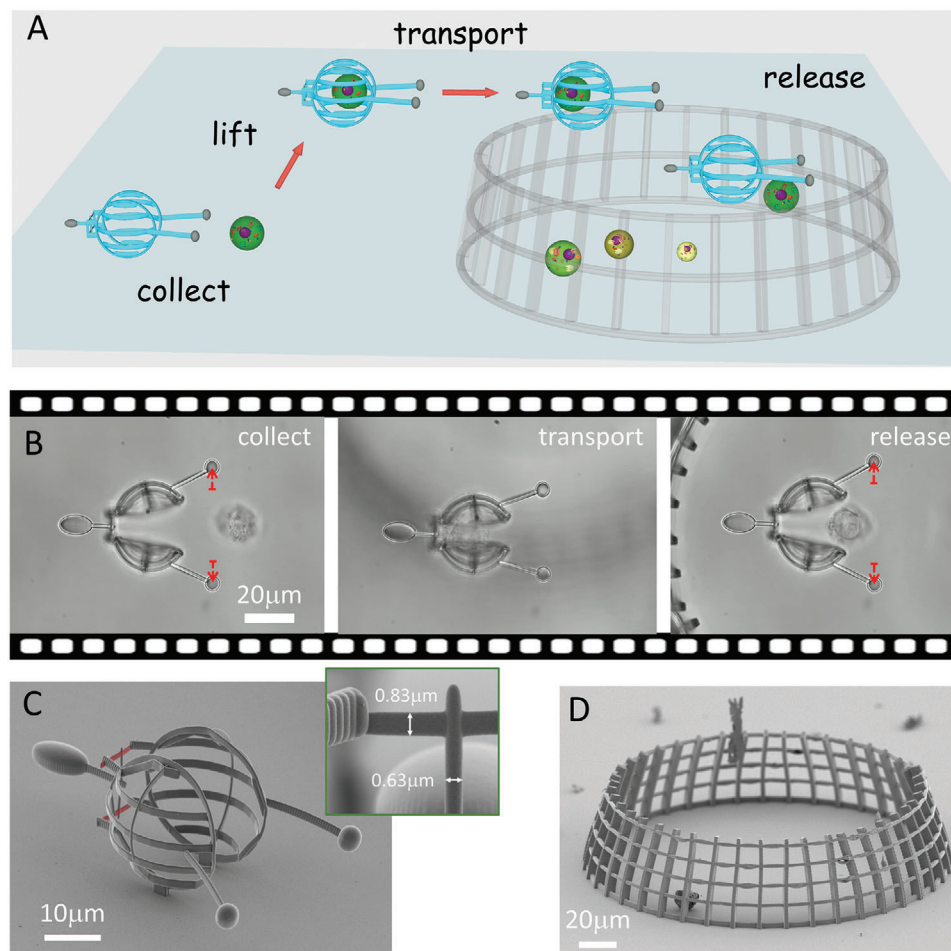 A
transport
release
lift
collect
B
collect
transport
release
20μm
C
0.83μm
0.63μm
10μm
D
20μm